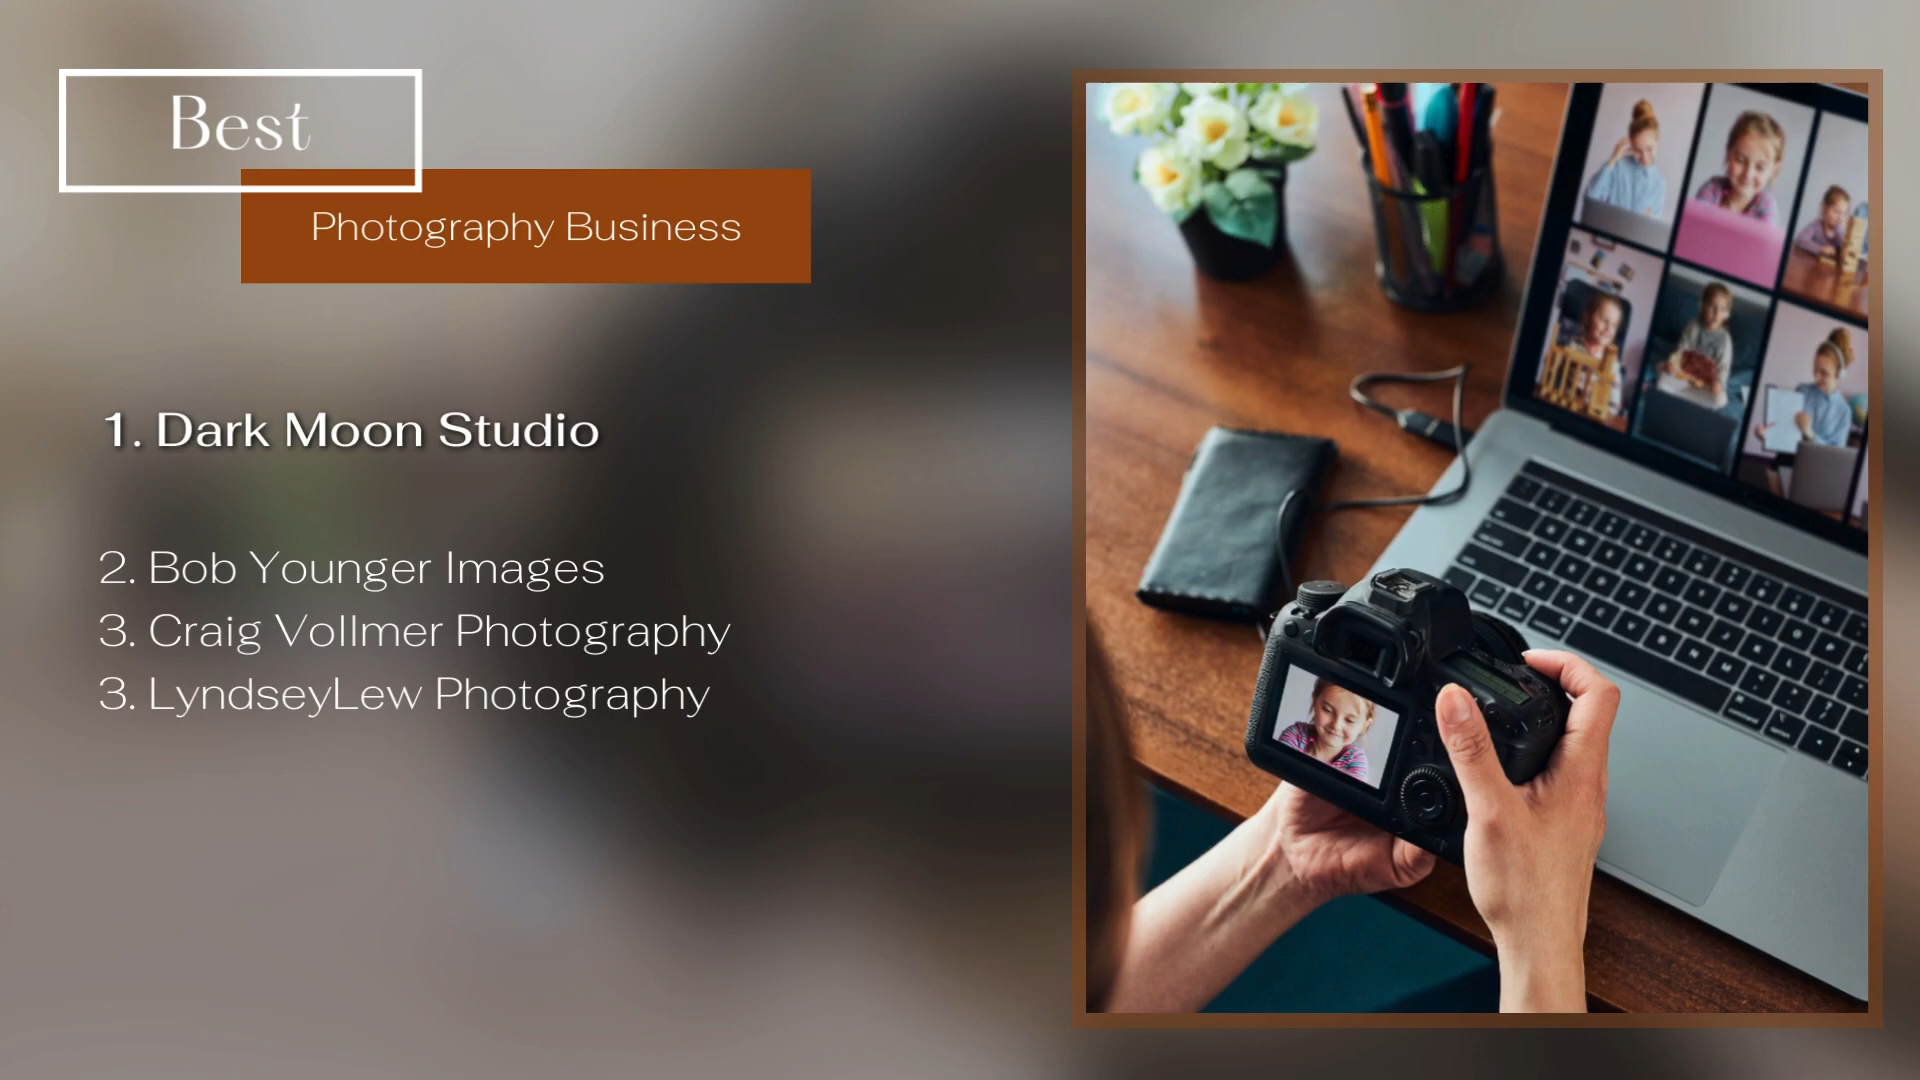 Best
Photography Business
1. Dark Moon Studio
2. Bob Younger Images
3. Craig Vollmer Photography
3. LyndseyLew Photography